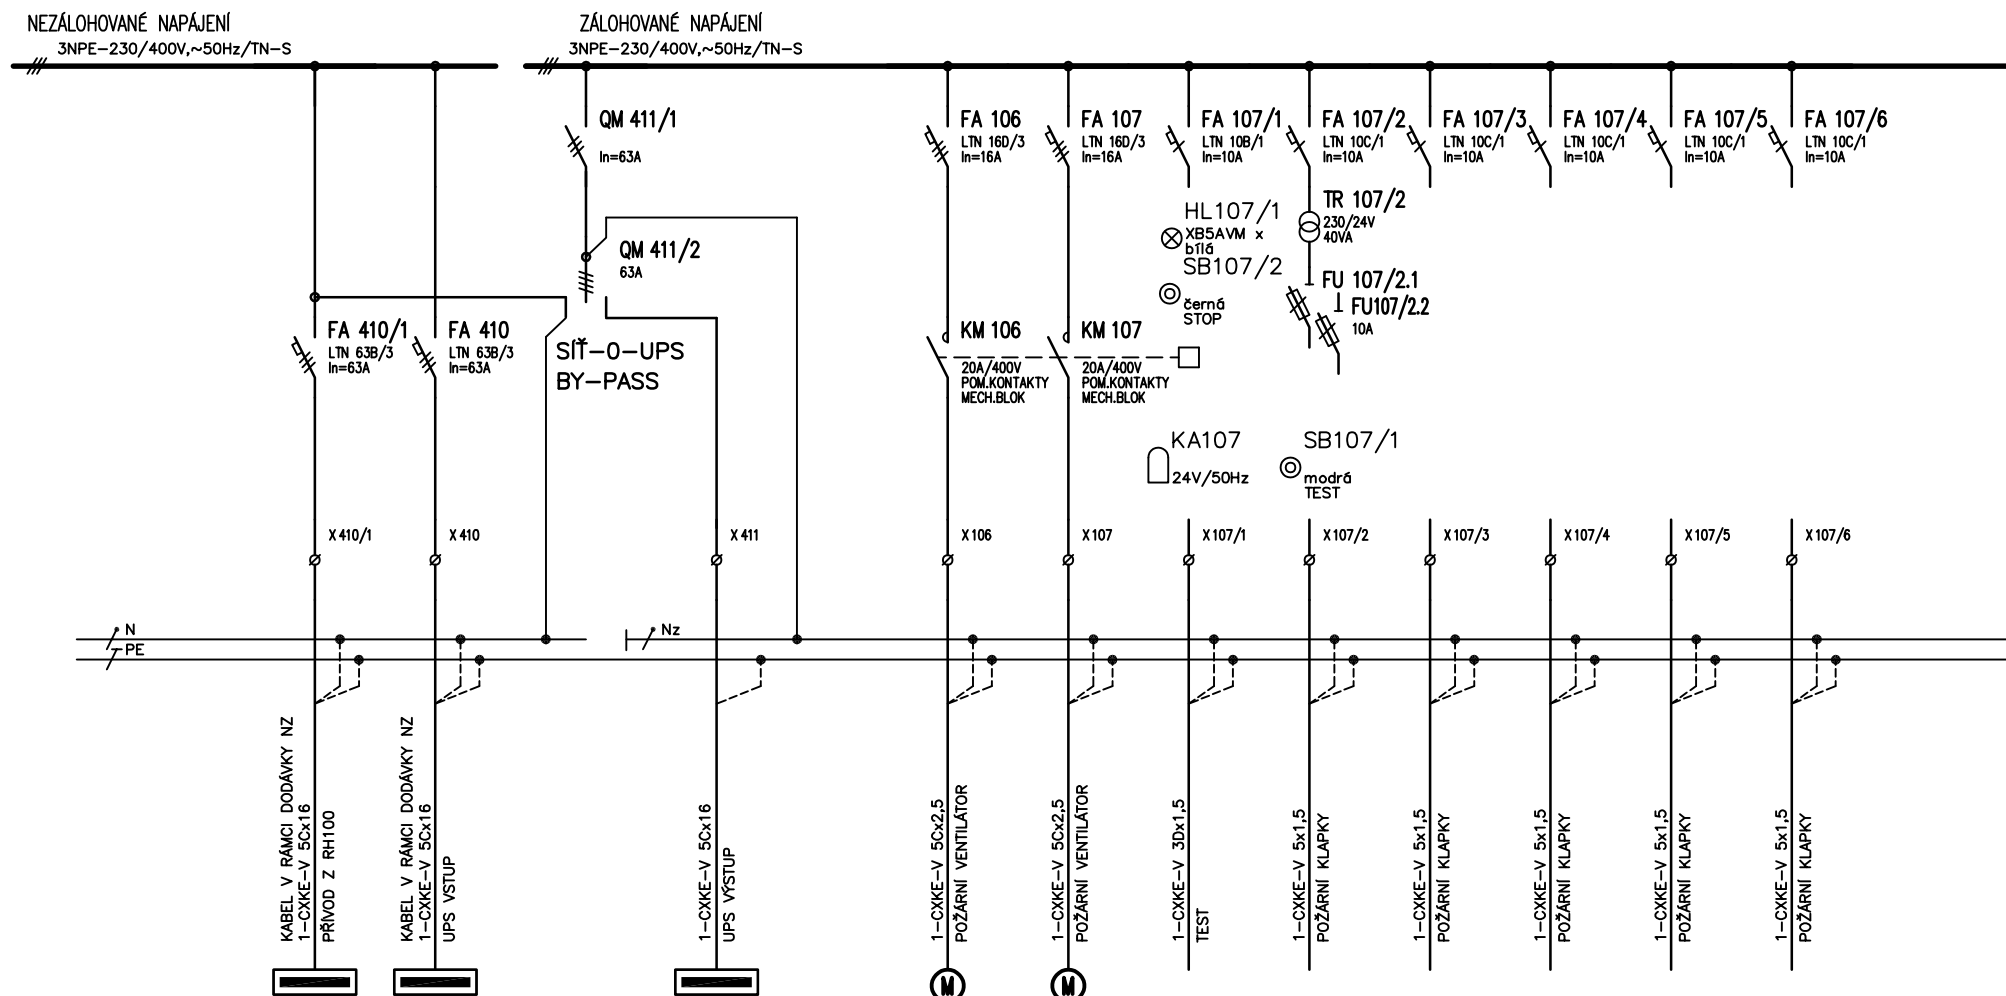 NEZÁLOHOVANÉ NAPÁJENÍ
3NPE-230/400V,~50Hz/TN-S
ZÁLOHOVANÉ NAPÁJENÍ
3NPE-230/400V,~50Hz/TN-S
QM 411/1
In=63A
QM 411/2
63A
FA 410/1
LTN 63B/3
In=63A
FA 410
LTN 63B/3
In=63A
SÍŤ-0-UPS
BY-PASS
FA 106
LTN 16D/3
In=16A
FA 107
LTN 16D/3
In=16A
FA 107/1
LTN 10B/1
In=10A
FA 107/2
LTN 10C/1
In=10A
FA 107/3
LTN 10C/1
In=10A
FA 107/4
LTN 10C/1
In=10A
FA 107/5
LTN 10C/1
In=10A
FA 107/6
LTN 10C/1
In=10A
HL107/1
XB5AVM x
bílá
SB107/2
černá
STOP
TR 107/2
230/24V
40VA
FU 107/2.1
FU107/2.2
10A
KM 106
20A/400V
POM.KONTAKTY
MECH.BLOK
KM 107
20A/400V
POM.KONTAKTY
MECH.BLOK
KA107
24V/50Hz
SB107/1
modrá
TEST
X410/1
X410
X411
X106
X107
X107/1
X107/2
X107/3
X107/4
X107/5
X107/6
N
PE
Nz
KABEL V RÁMCI DODÁVKY NZ
1-CXKE-V 5Cx16
PŘÍVOD Z RH100
KABEL V RÁMCI DODÁVKY NZ
1-CXKE-V 5Cx16
UPS VSTUP
1-CXKE-V 5Cx16
UPS VÝSTUP
1-CXKE-V 5Cx2,5
POŽÁRNÍ VENTILÁTOR
1-CXKE-V 5Cx2,5
POŽÁRNÍ VENTILÁTOR
1-CXKE-V 3Dx1,5
TEST
1-CXKE-V 5x1,5
POŽÁRNÍ KLAPKY
1-CXKE-V 5x1,5
POŽÁRNÍ KLAPKY
1-CXKE-V 5x1,5
POŽÁRNÍ KLAPKY
1-CXKE-V 5x1,5
POŽÁRNÍ KLAPKY
1-CXKE-V 5x1,5
POŽÁRNÍ KLAPKY
M
M